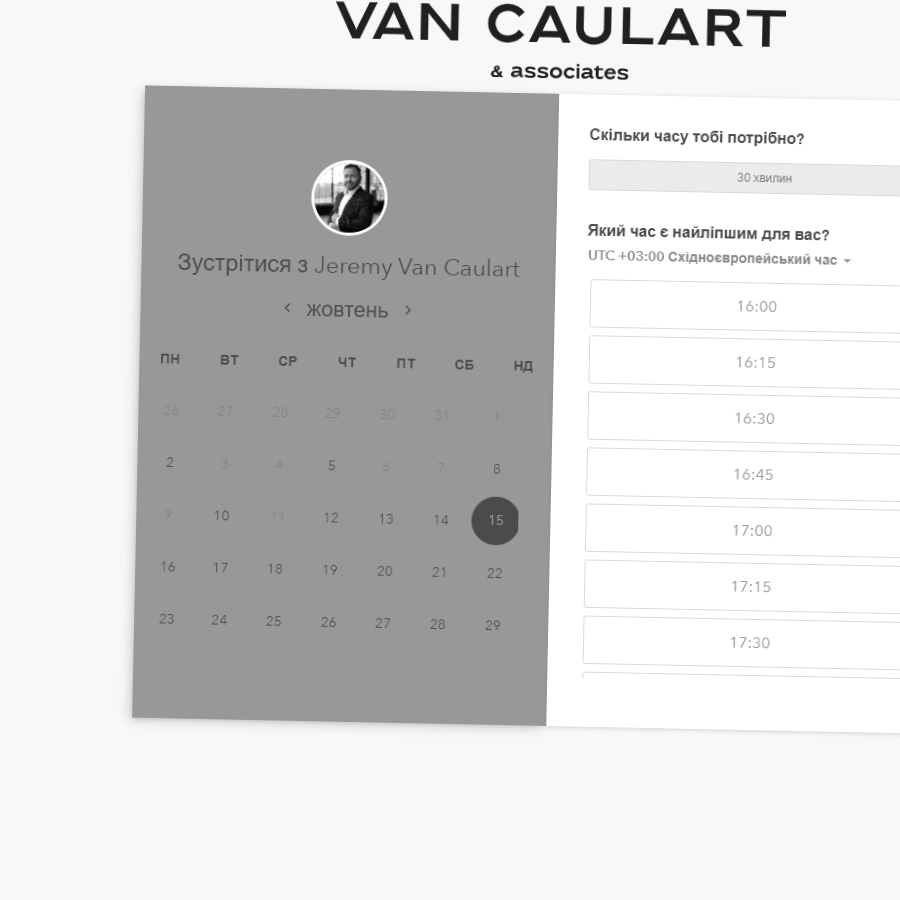 VAN CAULART
& associates
Зустрітися з Jeremy Van Caulart
жовтень
ПН ВТ СР ЧТ ПТ СБ НД
26 27 28 29 30 31 1
2 3 4 5 6 7 8
9 10 11 12 13 14 15
16 17 18 19 20 21 22
23 24 25 26 27 28 29
Скільки часу тобі потрібно?
30 хвилин
Який час є найліпшим для вас?
UTC +03:00 Східноєвропейський час
16:00
16:15
16:30
16:45
17:00
17:15
17:30